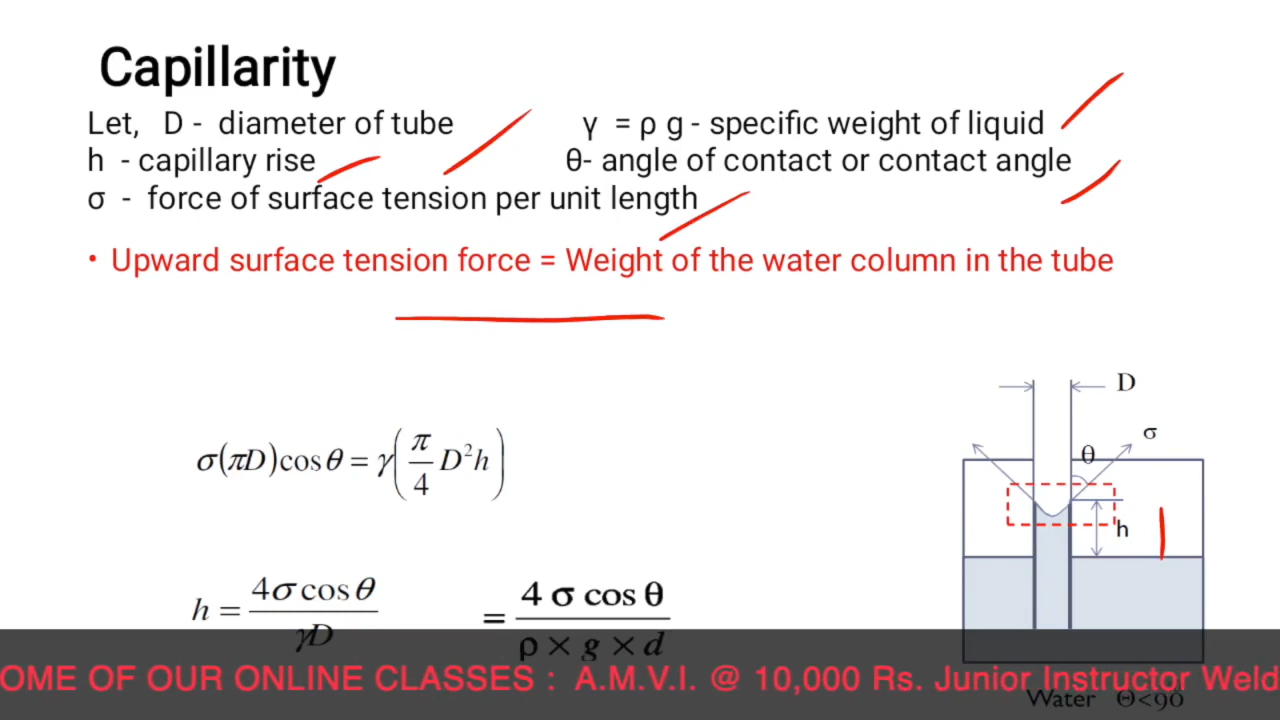 Capillarity
Let, D - diameter of tube
γ = ρ g - specific weight of liquid
h - capillary rise
θ- angle of contact or contact angle
σ - force of surface tension per unit length
• Upward surface tension force = Weight of the water column in the tube
σ(πD)cosθ = γ(π/4 D²h)
h = 4σcosθ / γD = 4 σ cos θ / ρ × g × d
D
σ
θ
h
Water Θ<90
OME OF OUR ONLINE CLASSES : A.M.V.I. @ 10,000 Rs. Junior Instructor Weld